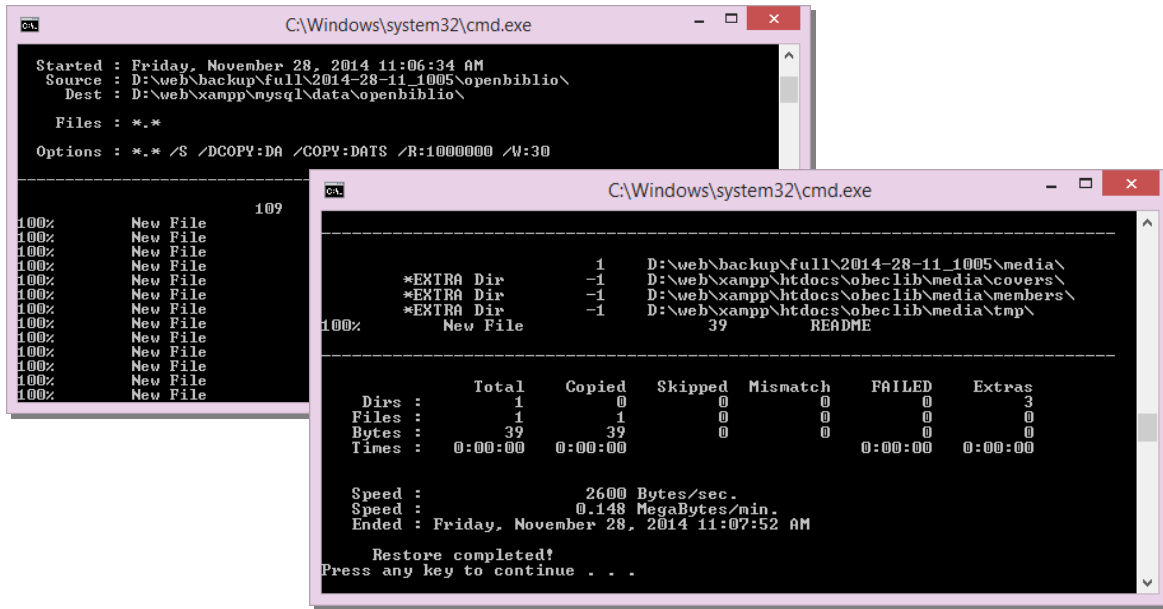 C:\Windows\system32\cmd.exe
Started : Friday, November 28, 2014 11:06:34 AM
Source : D:\web\backup\full\2014-28-11_1005\openbiblio\
Dest : D:\web\xampp\mysql\data\openbiblio\
Files : *.*
Options : *.* /S /DCOPY:DA /COPY:DATS /R:1000000 /W:30
109
100% New File
100% New File
100% New File
100% New File
100% New File
100% New File
100% New File
100% New File
100% New File
100% New File
100% New File
100% New File
100% New File
C:\Windows\system32\cmd.exe
1 D:\web\backup\full\2014-28-11_1005\media\
*EXTRA Dir -1 D:\web\xampp\htdocs\obeclib\media\covers\
*EXTRA Dir -1 D:\web\xampp\htdocs\obeclib\media\members\
*EXTRA Dir -1 D:\web\xampp\htdocs\obeclib\media\tmp\
100% New File 39 README
Total Copied Skipped Mismatch FAILED Extras
Dirs : 1 0 0 0 0 3
Files : 1 1 0 0 0 0
Bytes : 39 39 0 0 0 0
Times : 0:00:00 0:00:00 0:00:00 0:00:00
Speed : 2600 Bytes/sec.
Speed : 0.148 MegaBytes/min.
Ended : Friday, November 28, 2014 11:07:52 AM
Restore completed!
Press any key to continue . . .